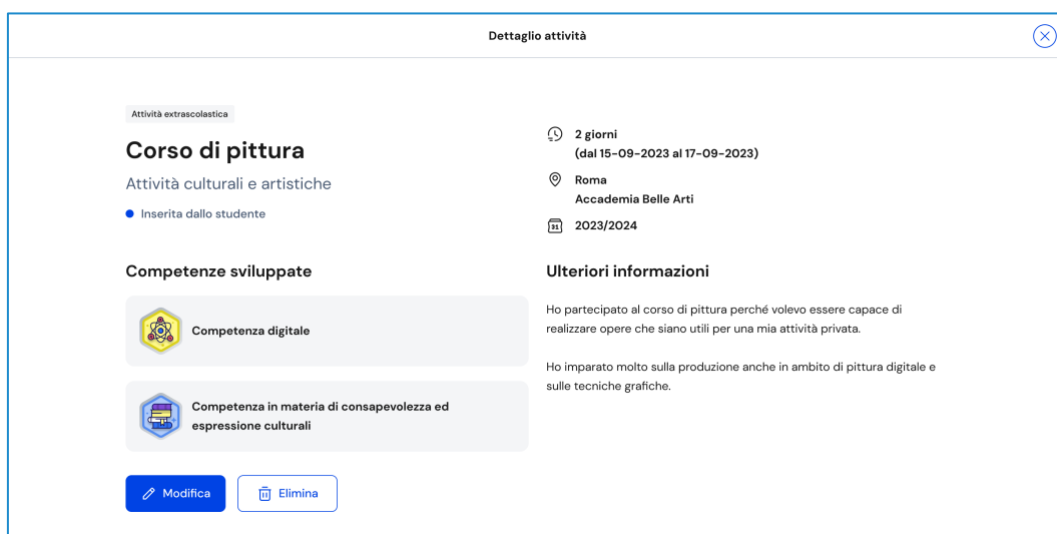 Dettaglio attività
Attività extrascolastica
Corso di pittura
Attività culturali e artistiche
Inserita dallo studente
2 giorni
(dal 15-09-2023 al 17-09-2023)
Roma
Accademia Belle Arti
31
2023/2024
Competenze sviluppate
Competenza digitale
Competenza in materia di consapevolezza ed
espressione culturali
Ulteriori informazioni
Ho partecipato al corso di pittura perché volevo essere capace di
realizzare opere che siano utili per una mia attività privata.
Ho imparato molto sulla produzione anche in ambito di pittura digitale e
sulle tecniche grafiche.
Modifica
Elimina